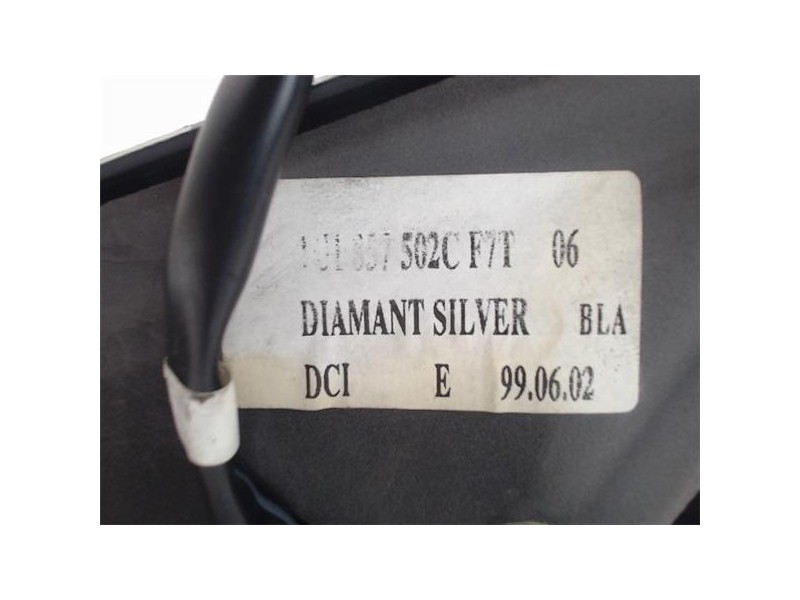 502C F7T 06
DIAMANT SILVER BLA
DCI E 99.06.02